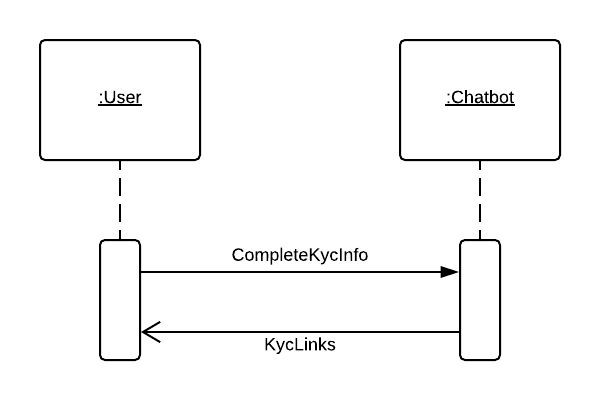 :User
:Chatbot
CompleteKycInfo
KycLinks